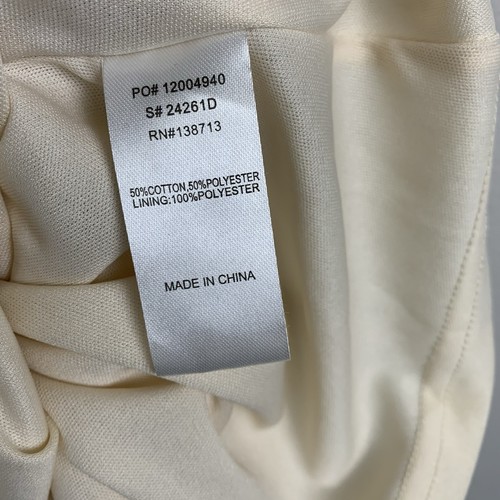 PO# 12004940
S# 24261D
RN#138713
50%COTTON,50%POLYESTER
LINING:100%POLYESTER
MADE IN CHINA